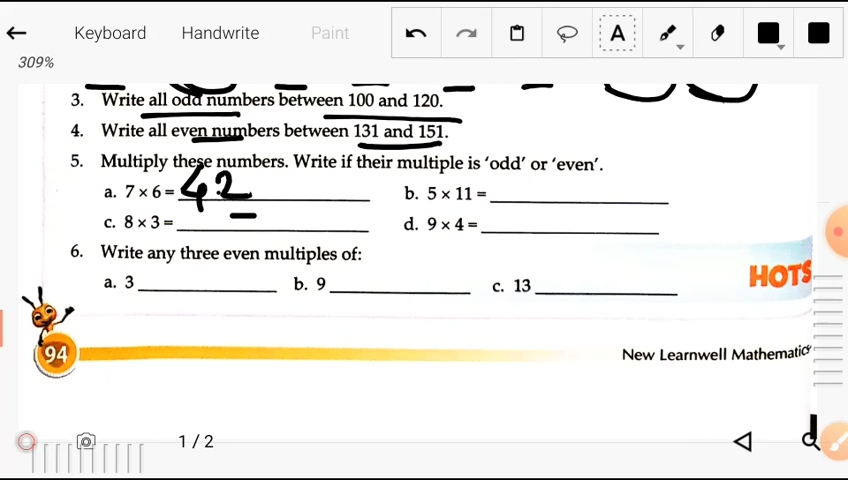 Keyboard Handwrite Paint A
309%
3. Write all odd numbers between 100 and 120.
4. Write all even numbers between 131 and 151.
5. Multiply these numbers. Write if their multiple is ‘odd’ or ‘even’.
a. 7 × 6 = 42 b. 5 × 11 =
c. 8 × 3 = d. 9 × 4 =
6. Write any three even multiples of:
a. 3 b. 9 c. 13
HOTS
94 New Learnwell Mathematics
1 / 2